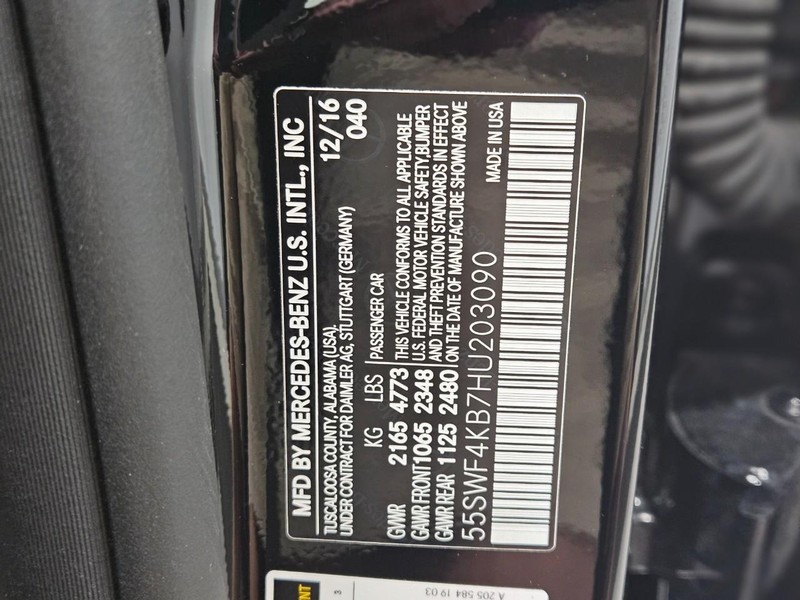 MFD BY MERCEDES-BENZ U.S. INTL., INC
TUSCALOOSA COUNTY, ALABAMA (USA), 12/16
UNDER CONTRACT FOR DAIMLER AG, STUTTGART (GERMANY) 040
KG LBS PASSENGER CAR
GVWR 2165 4773 THIS VEHICLE CONFORMS TO ALL APPLICABLE
GAWR FRONT 1065 2348 U.S. FEDERAL MOTOR VEHICLE SAFETY, BUMPER
GAWR REAR 1125 2480 AND THEFT PREVENTION STANDARDS IN EFFECT
ON THE DATE OF MANUFACTURE SHOWN ABOVE
55SWF4KB7HU203090 MADE IN USA
A 205 584 19 03
3